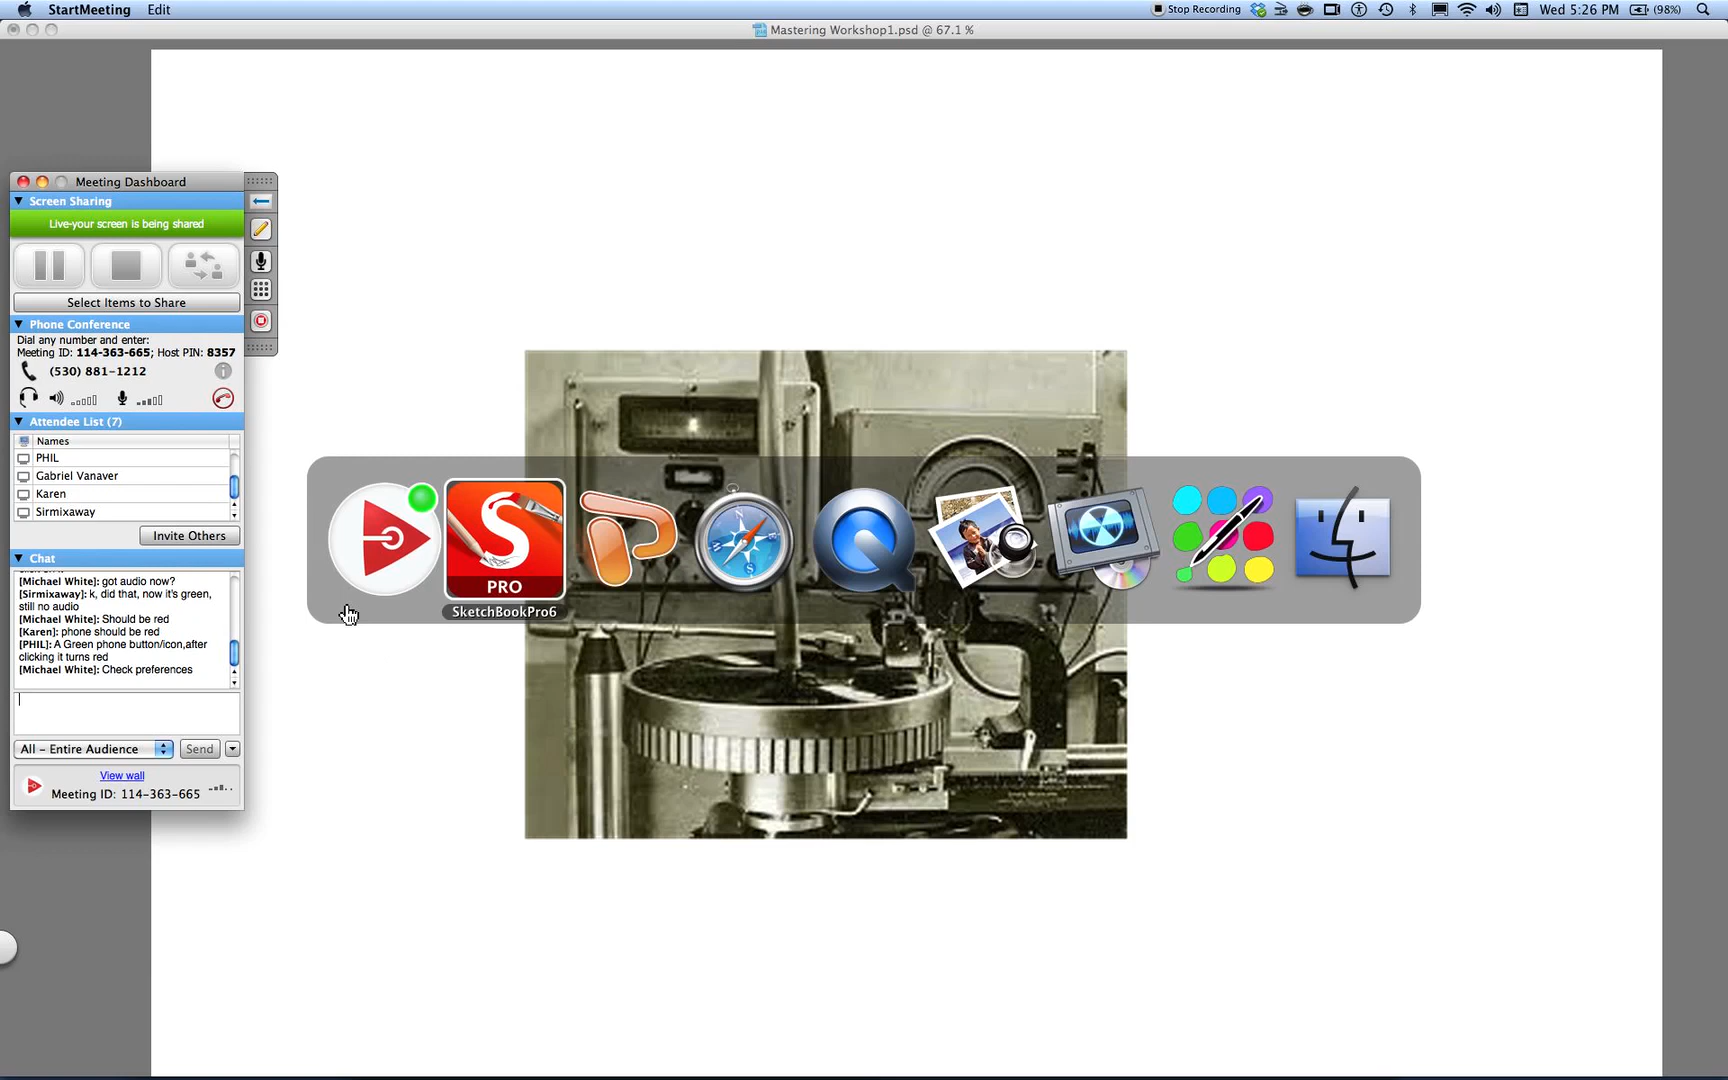 StartMeeting Edit
Stop Recording
Wed 5:26 PM
(98%)
Mastering Workshop1.psd @ 67.1 %
Meeting Dashboard
Screen Sharing
Live-your screen is being shared
Select Items to Share
Phone Conference
Dial any number and enter:
Meeting ID: 114-363-665; Host PIN: 8357
(530) 881-1212
Attendee List (7)
Names
PHIL
Gabriel Vanaver
Karen
Sirmixaway
Invite Others
Chat
[Michael White]: got audio now?
[Sirmixaway]: k, did that, now it's green,
still no audio
[Michael White]: Should be red
[Karen]: phone should be red
[PHIL]: A Green phone button/icon,after
clicking it turns red
[Michael White]: Check preferences
All - Entire Audience
Send
View wall
Meeting ID: 114-363-665
PRO
SketchBookPro6